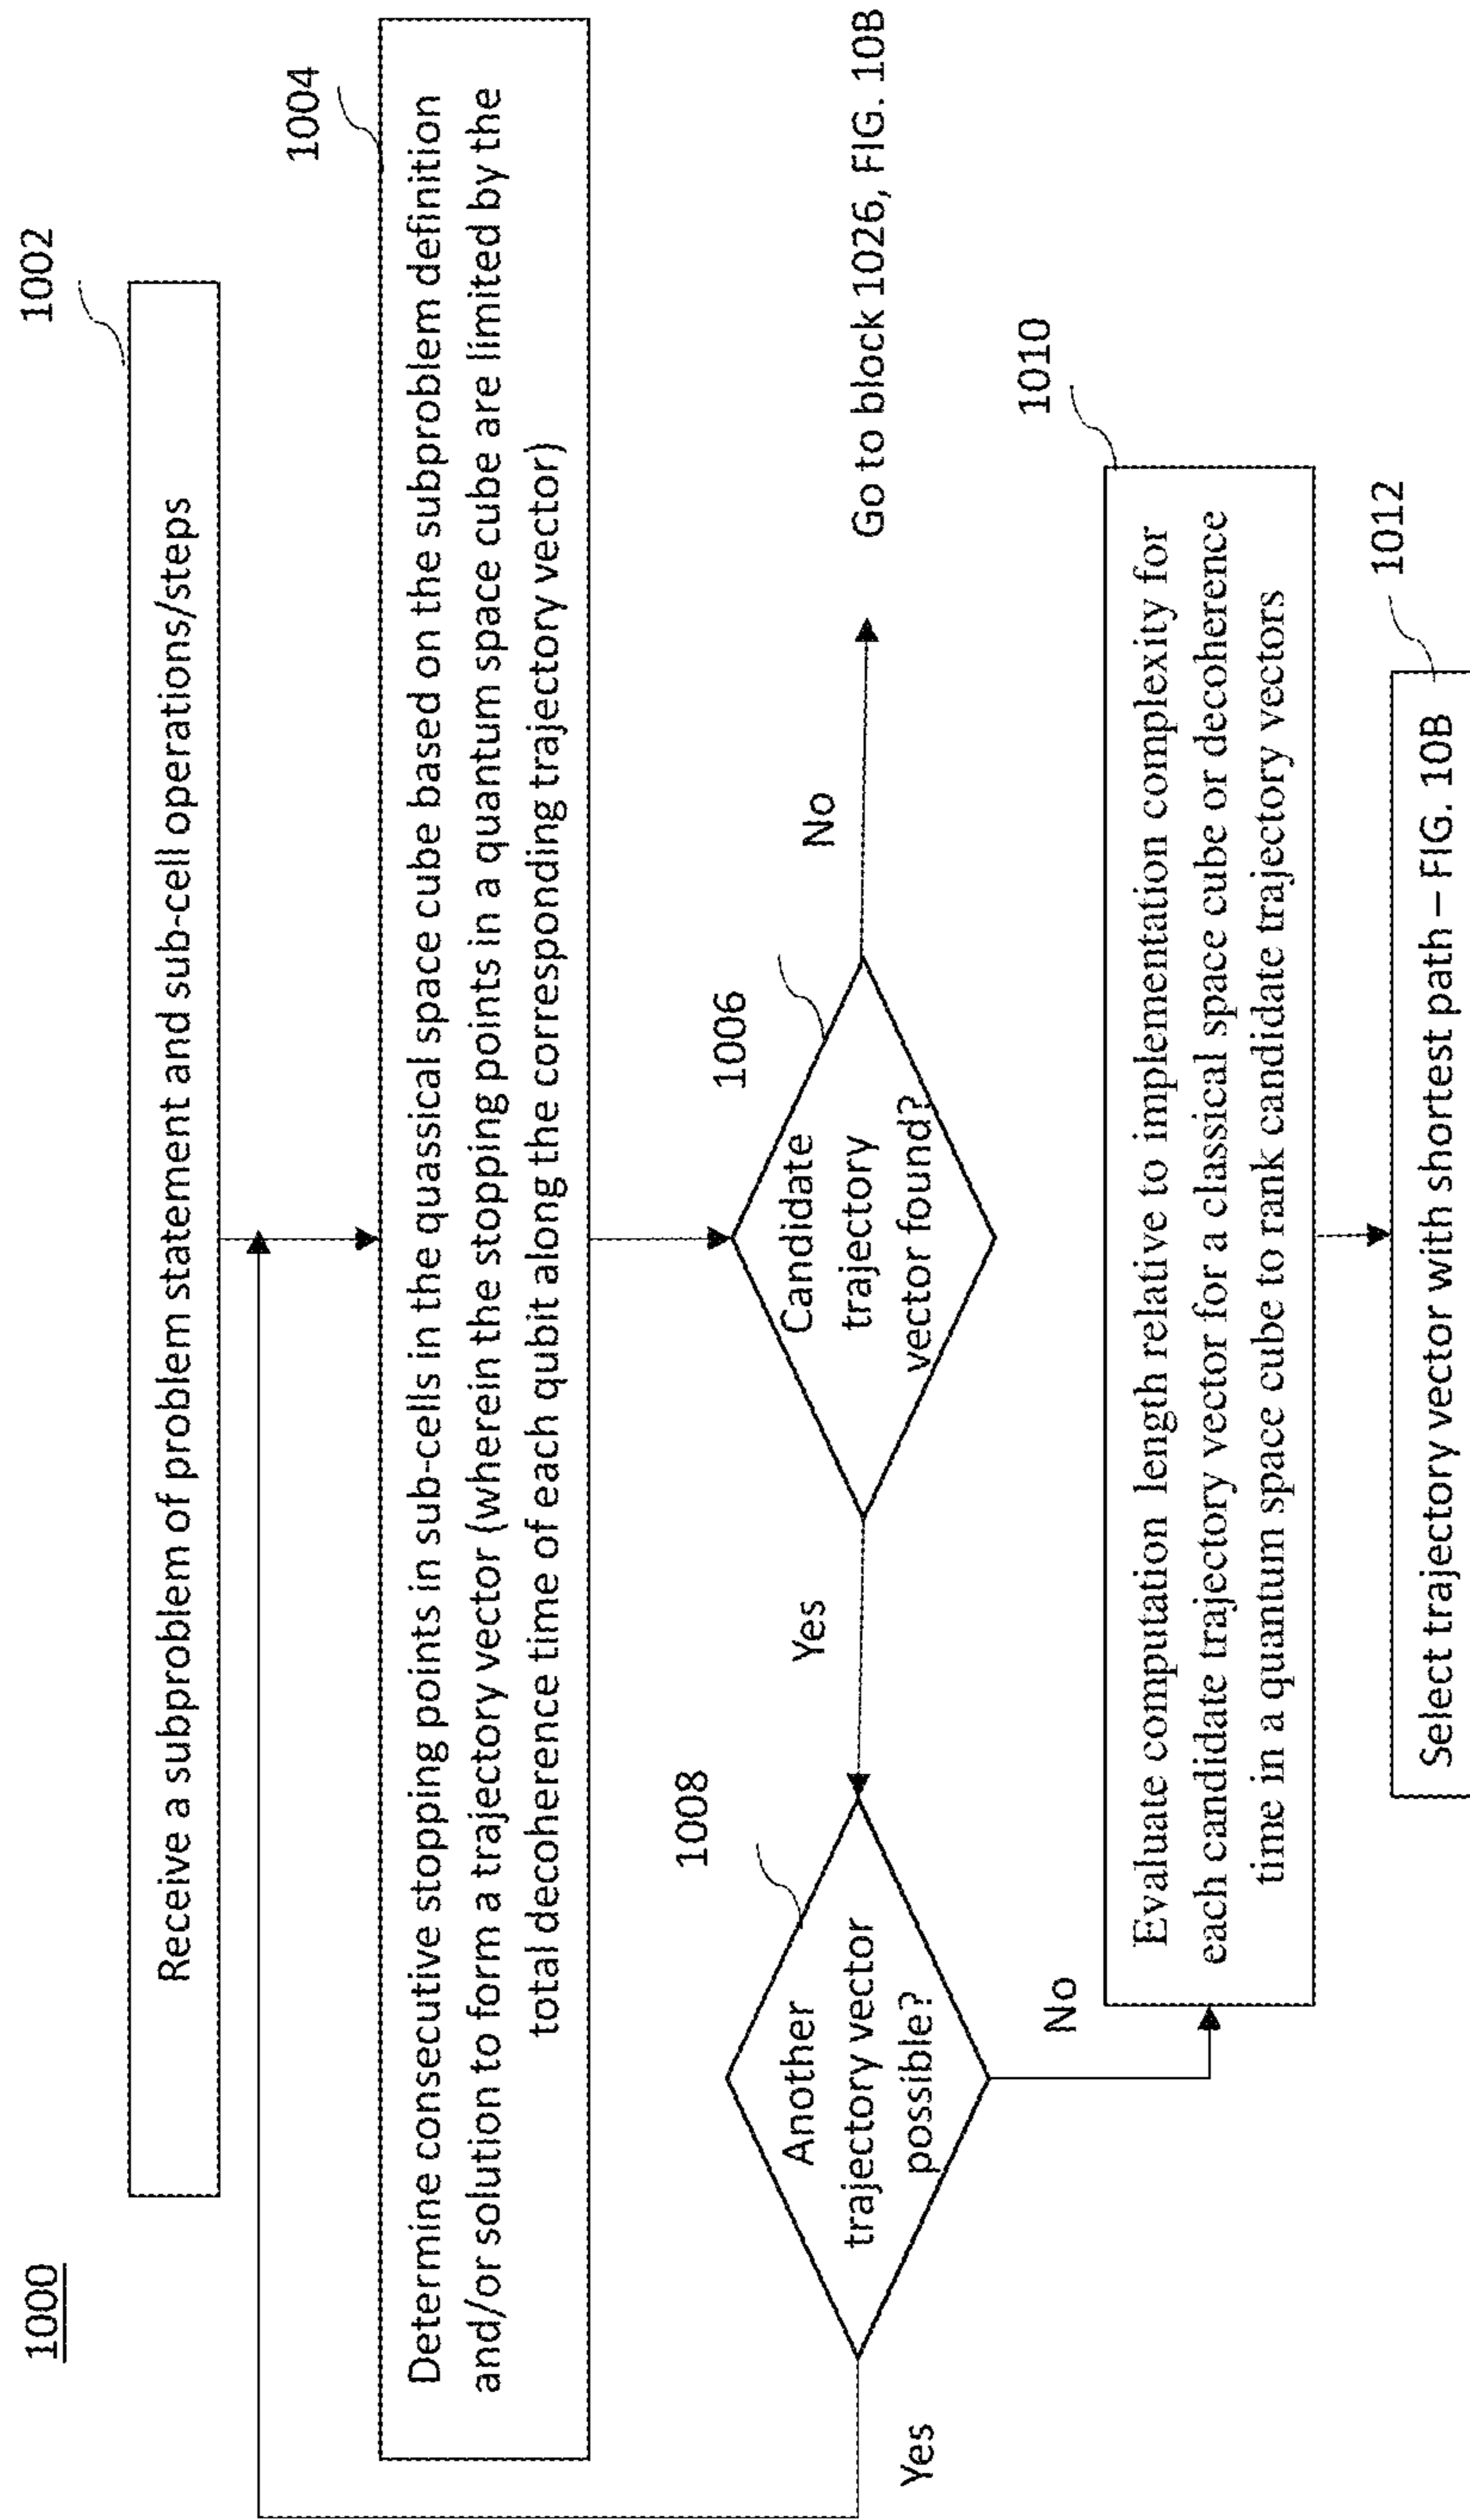 1000
1002
Receive a subproblem of problem statement and sub-cell operations/steps
1004
Determine consecutive stopping points in sub-cells in the quassical space cube based on the subproblem definition
and/or solution to form a trajectory vector (wherein the stopping points in a quantum space cube are limited by the
total decoherence time of each qubit along the corresponding trajectory vector)
1006
Candidate
trajectory
vector found?
No
Go to block 1026, FIG. 10B
Yes
1008
Another
trajectory vector
possible?
Yes
No
1010
Evaluate computation length relative to implementation complexity for
each candidate trajectory vector for a classical space cube or decoherence
time in a quantum space cube to rank candidate trajectory vectors
1012
Select trajectory vector with shortest path – FIG. 10B